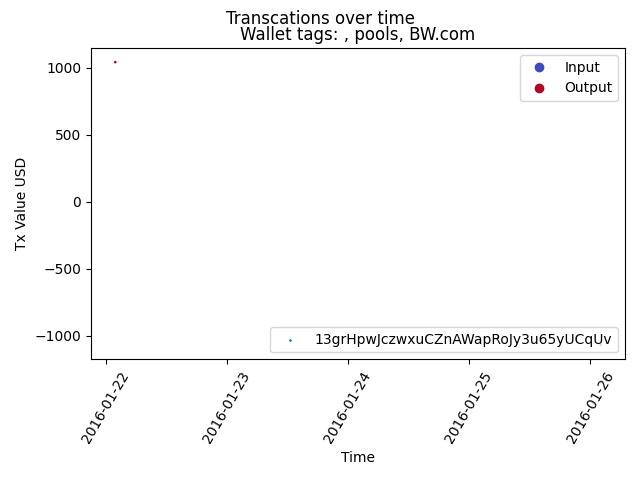 Transcations over time
Wallet tags: , pools, BW.com
1000
500
0
−500
−1000
Tx Value USD
Input
Output
13grHpwJczwxuCZnAWapRoJy3u65yUCqUv
2016-01-22
2016-01-23
2016-01-24
2016-01-25
2016-01-26
Time